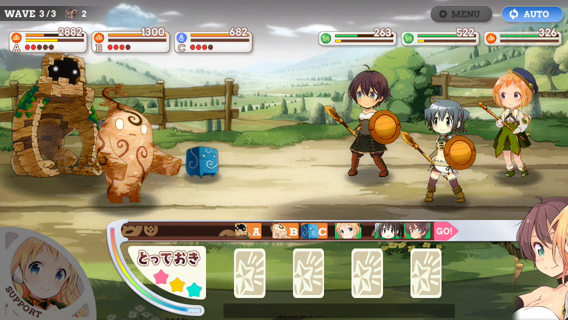 WAVE 3/3 2
MENU
AUTO
2882
A
1300
B
682
C
263
522
326
A B C GO!
とっておき
SUPPORT